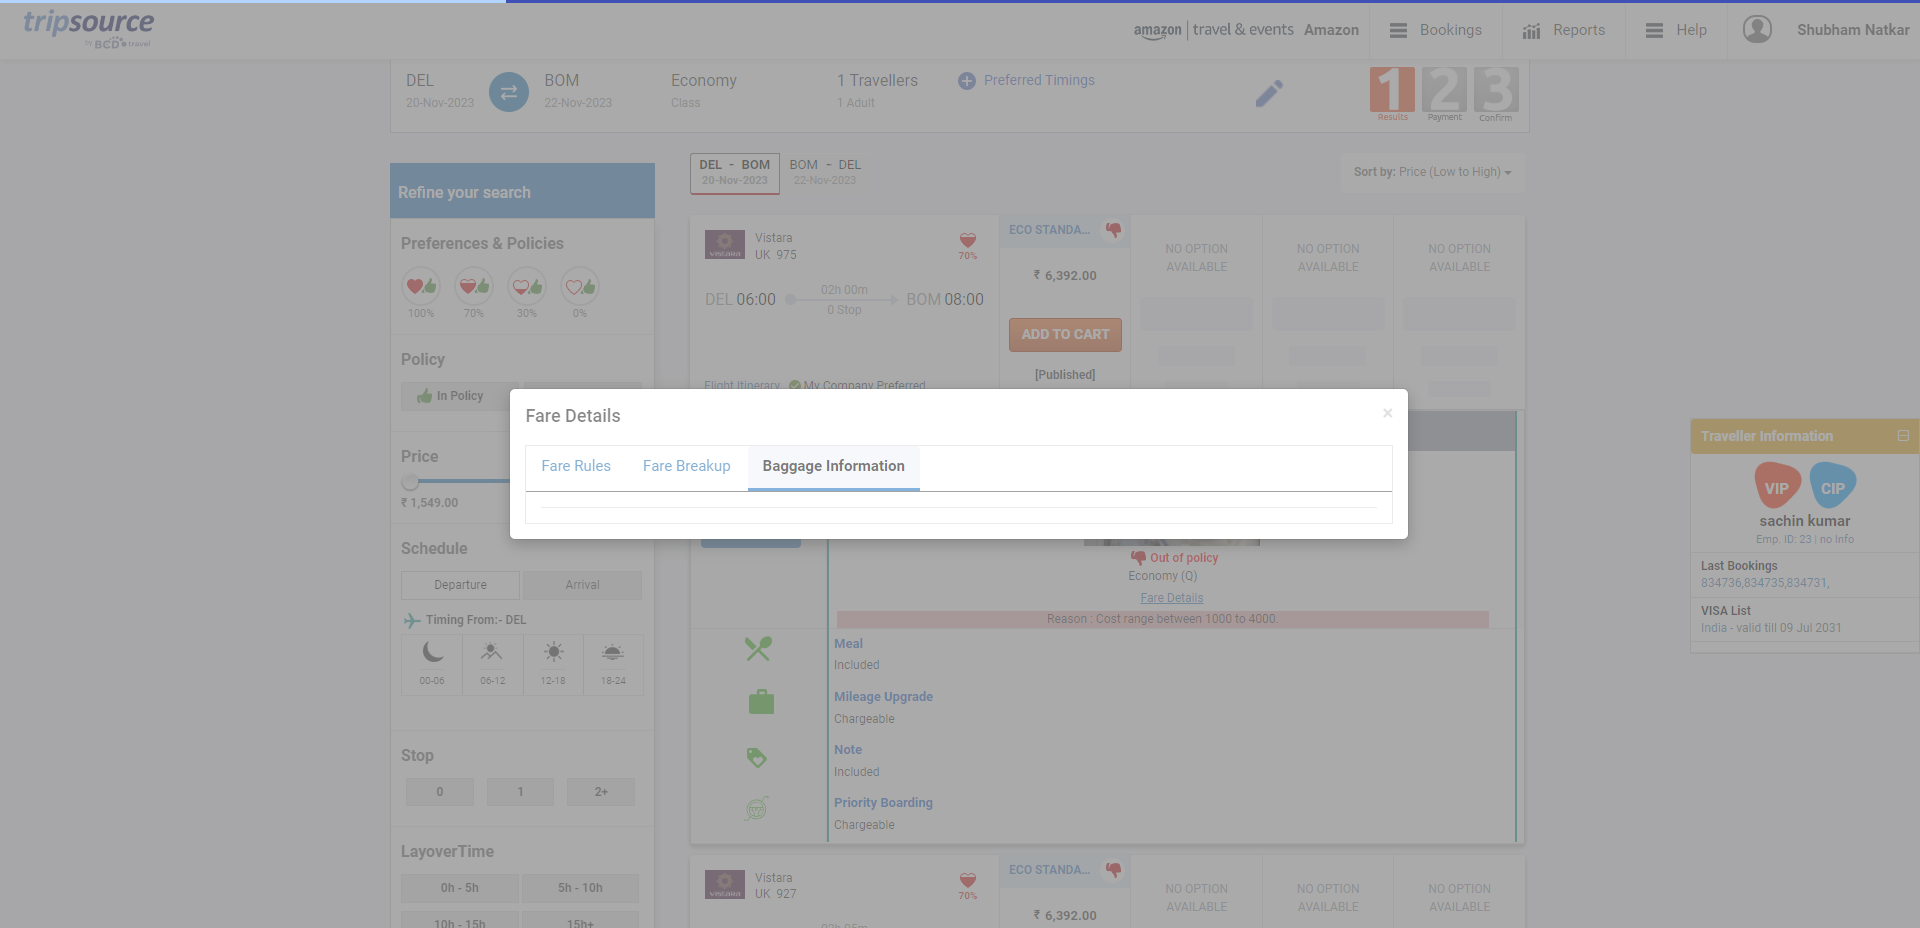 tripsource
by BCD travel
amazon | travel & events Amazon
Bookings
Reports
Help
Shubham Natkar
DEL
20-Nov-2023
BOM
22-Nov-2023
Economy
Class
1 Travellers
1 Adult
Preferred Timings
1 2 3
Results Payment Confirm
Refine your search
Preferences & Policies
100% 70% 30% 0%
Policy
In Policy
Price
₹ 1,549.00
Schedule
Departure Arrival
Timing From:- DEL
00-06 06-12 12-18 18-24
Stop
0 1 2+
LayoverTime
0h - 5h 5h - 10h
10h - 15h 15h+
DEL - BOM
20-Nov-2023
BOM - DEL
22-Nov-2023
Sort by: Price (Low to High)
VISTARA
Vistara
UK 975
70%
DEL 06:00
02h 00m
0 Stop
BOM 08:00
Flight Itinerary My Company Preferred
ECO STANDA...
₹ 6,392.00
ADD TO CART
[Published]
NO OPTION
AVAILABLE
NO OPTION
AVAILABLE
NO OPTION
AVAILABLE
Fare Details
×
Fare Rules Fare Breakup Baggage Information
Out of policy
Economy (Q)
Fare Details
Reason : Cost range between 1000 to 4000.
Meal
Included
Mileage Upgrade
Chargeable
Note
Included
Priority Boarding
Chargeable
VISTARA
Vistara
UK 927
70%
02h 05m
ECO STANDA...
₹ 6,392.00
NO OPTION
AVAILABLE
NO OPTION
AVAILABLE
NO OPTION
AVAILABLE
Traveller Information
VIP CIP
sachin kumar
Emp. ID: 23 | no Info
Last Bookings
834736,834735,834731,
VISA List
India - valid till 09 Jul 2031